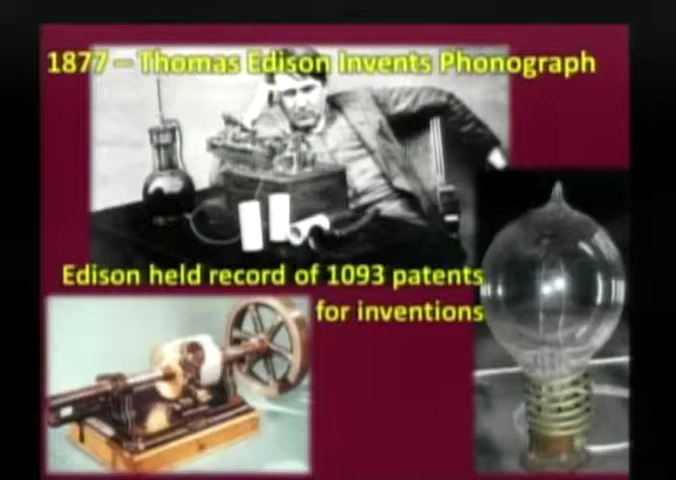 1877 – Thomas Edison Invents Phonograph
Edison held record of 1093 patents
for inventions